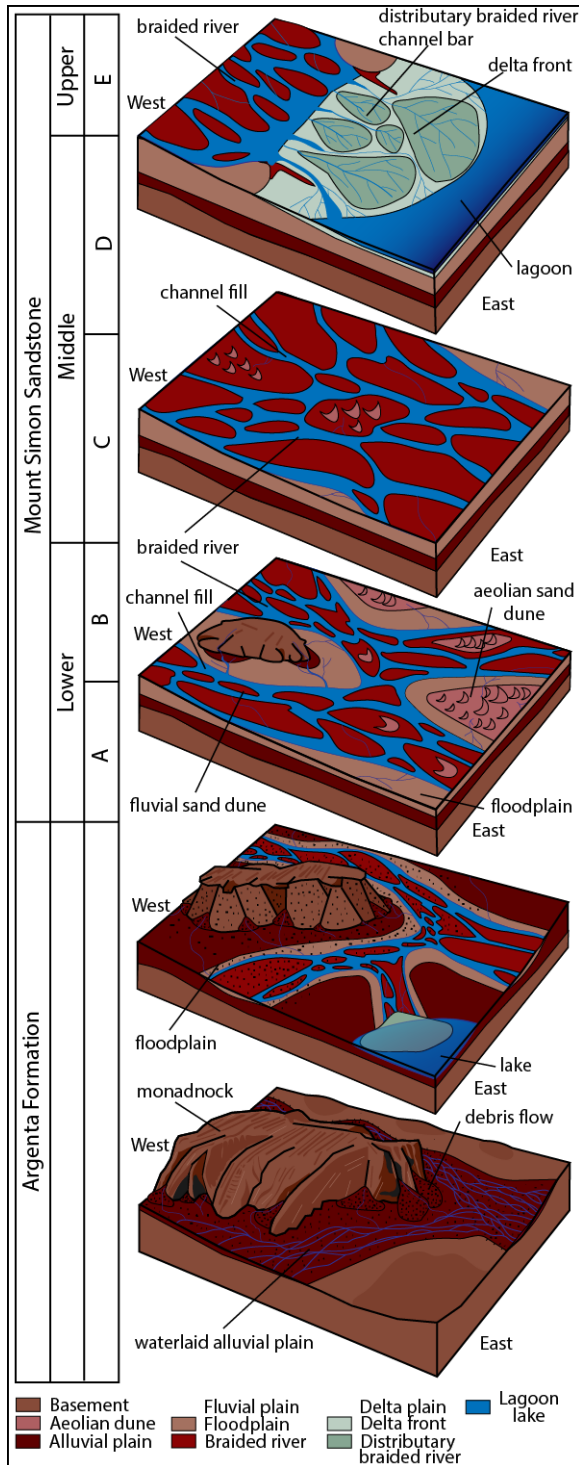 Mount Simon Sandstone
Upper
E
braided river
distributary braided river
channel bar
delta front
West
lagoon
East
Middle
D
channel fill
West
C
braided river
East
Lower
B
channel fill
West
aeolian sand
dune
A
fluvial sand dune
floodplain
East
Argenta Formation
West
floodplain
lake
East
monadnock
West
debris flow
waterlaid alluvial plain
East
Basement
Aeolian dune
Alluvial plain
Fluvial plain
Floodplain
Braided river
Delta plain
Delta front
Distributary
braided river
Lagoon
lake